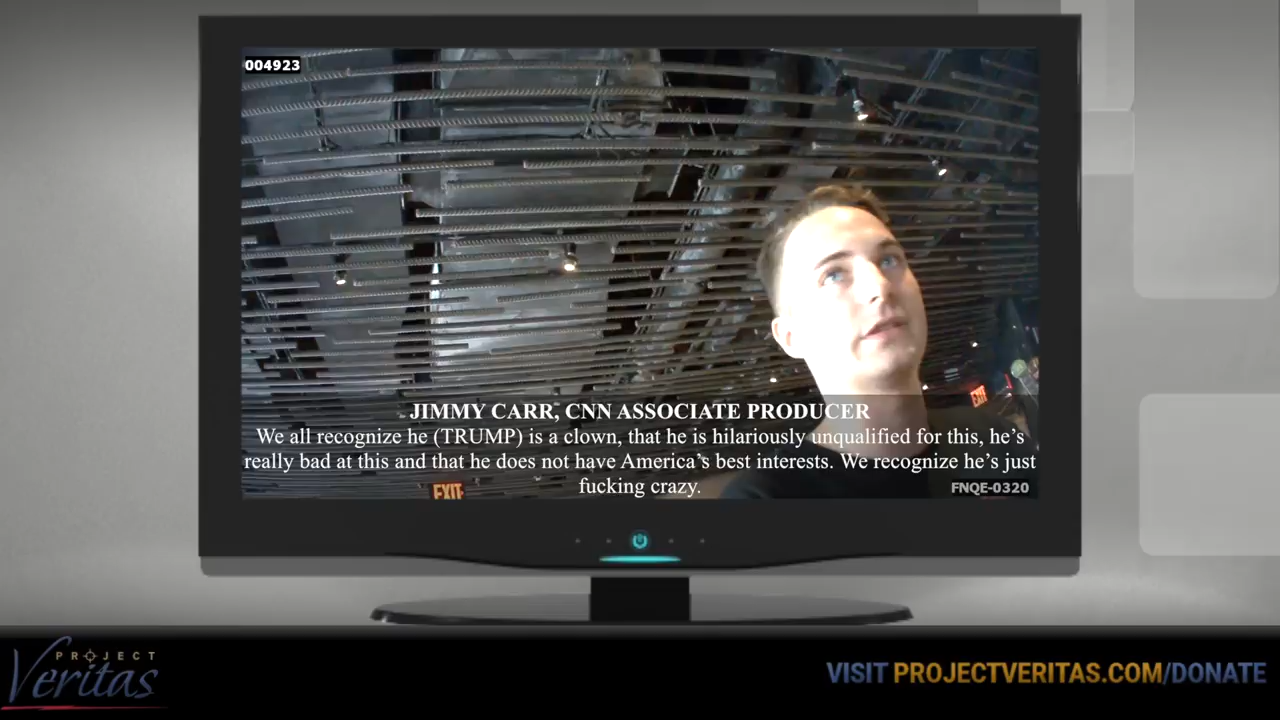 004923
JIMMY CARR, CNN ASSOCIATE PRODUCER
We all recognize he (TRUMP) is a clown, that he is hilariously unqualified for this, he's
really bad at this and that he does not have America's best interests. We recognize he's just
fucking crazy.
EXIT
EXIT
FNQE-0320
PROJECT
Veritas
VISIT PROJECTVERITAS.COM/DONATE